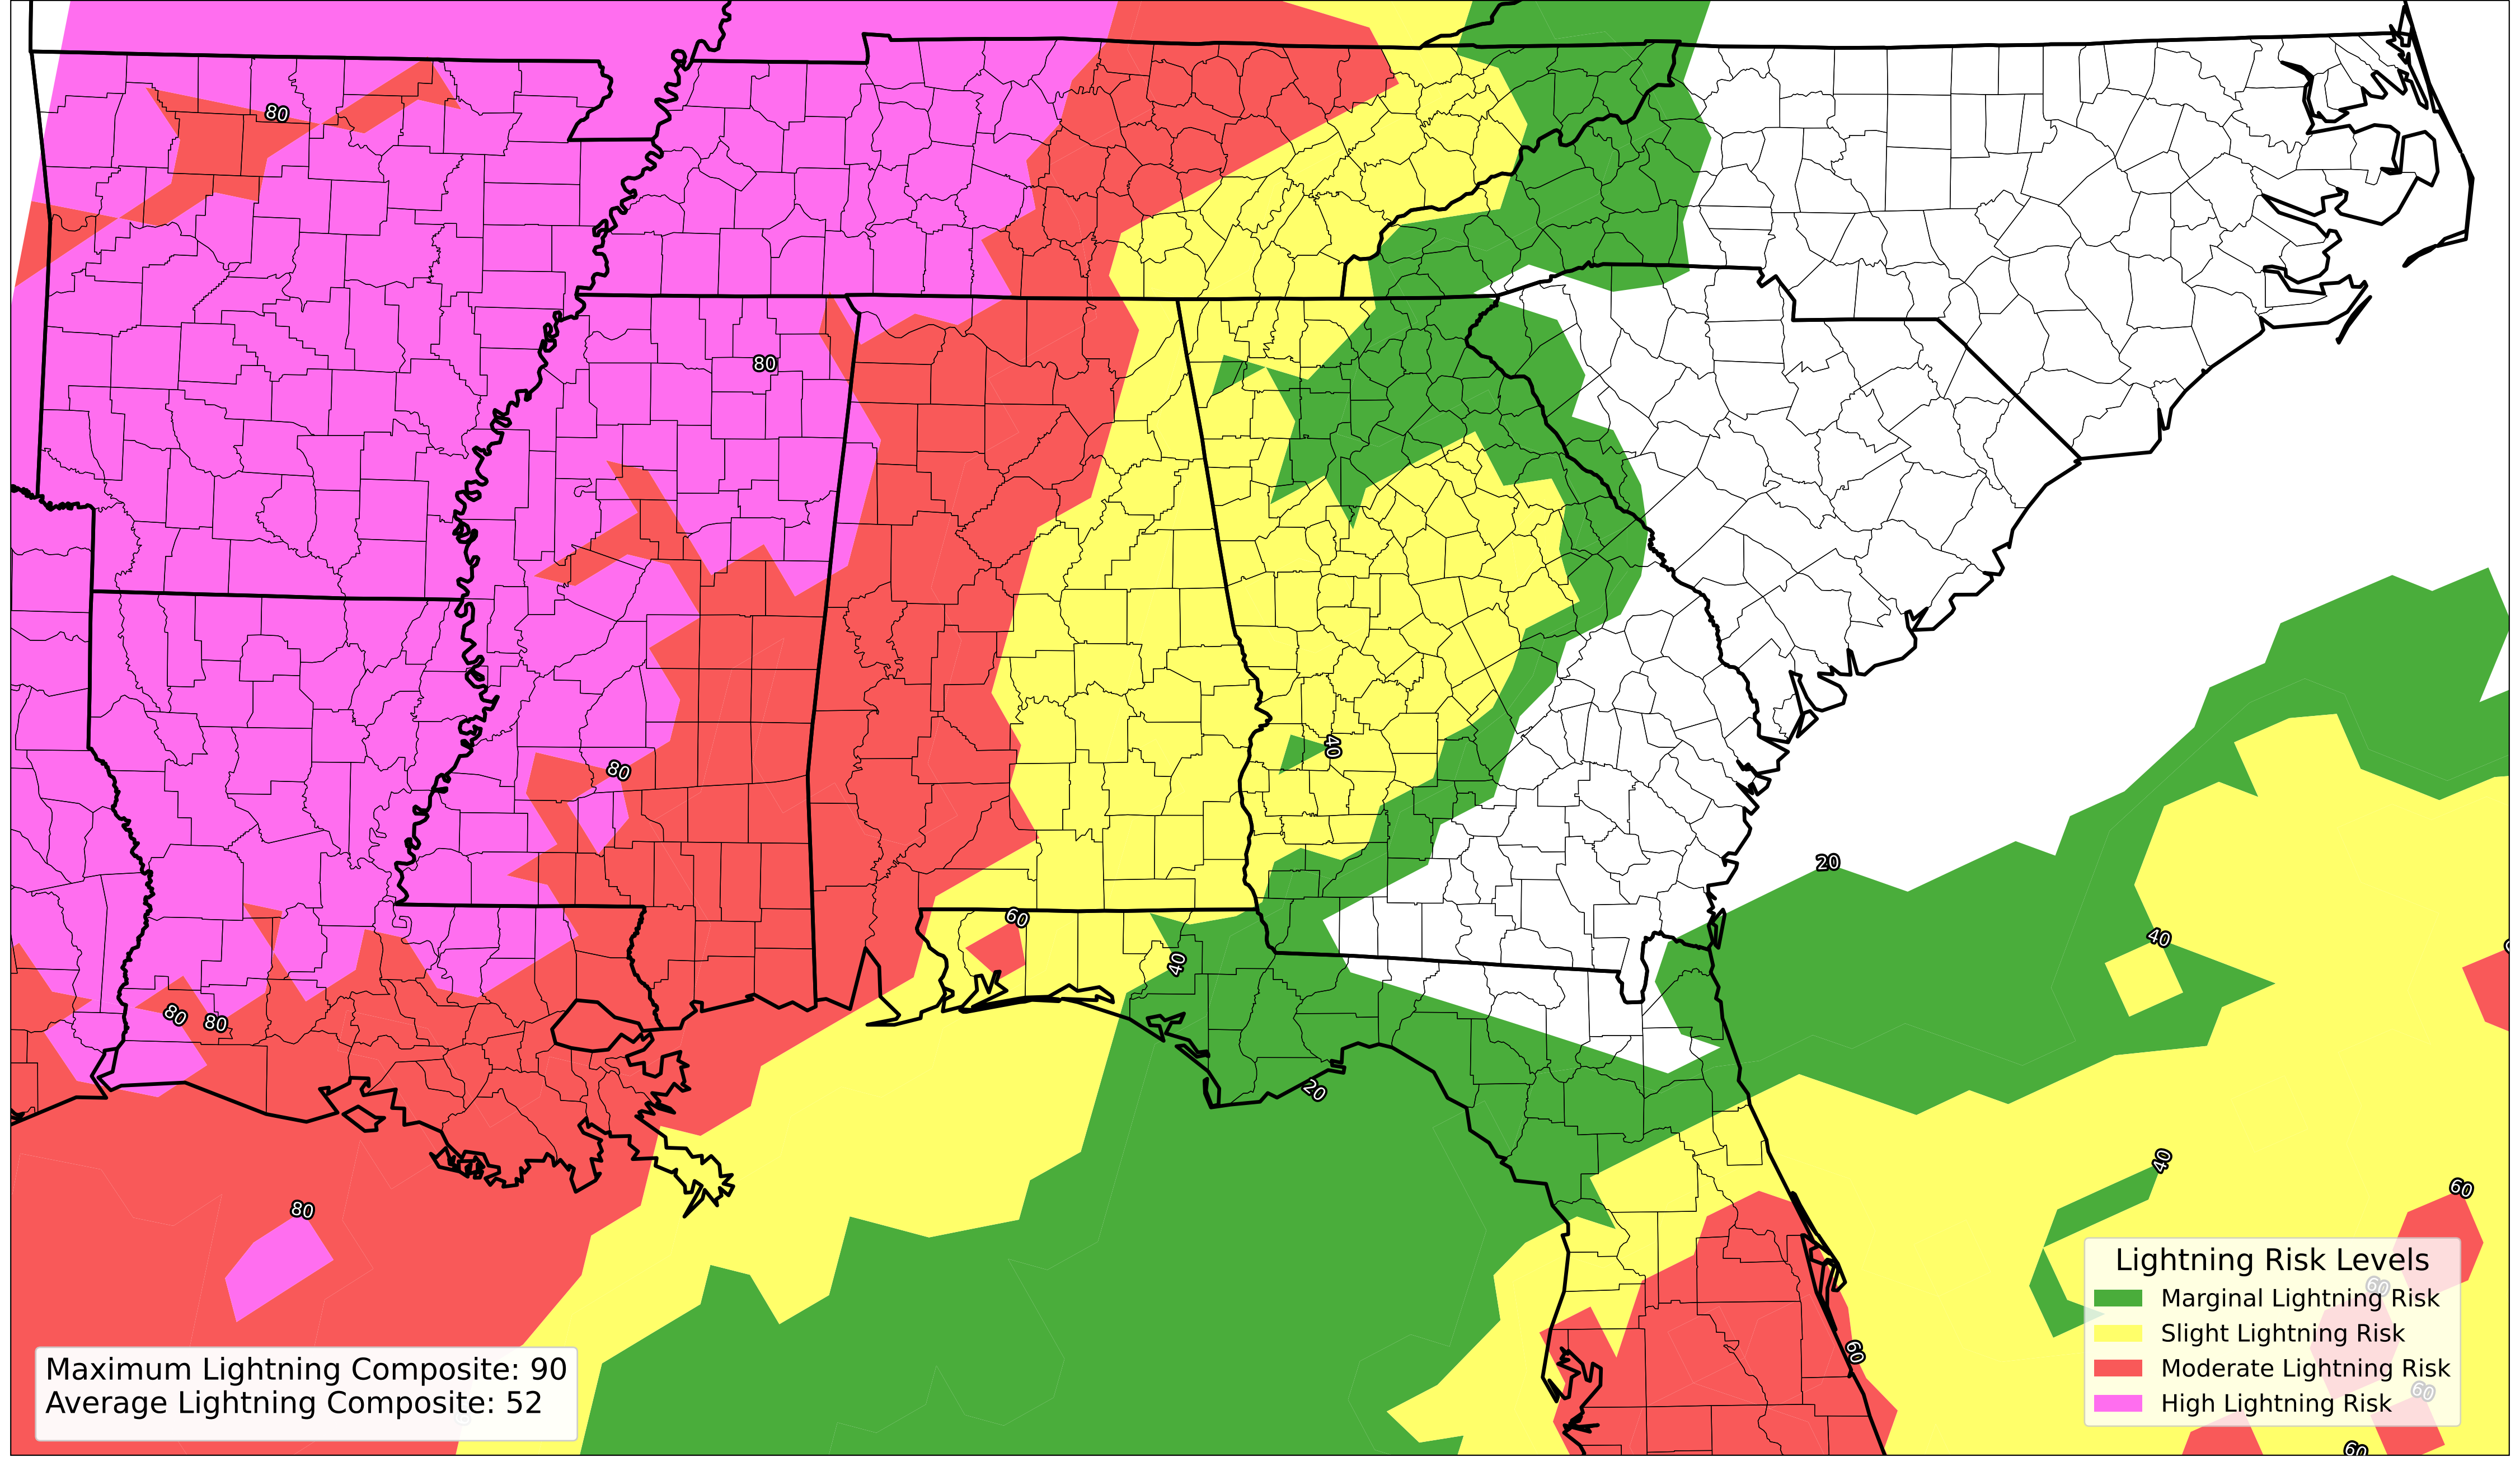 80
80
80
20
40
60
40
40
80
80
20
40
60
80
60
60
60
60
Lightning Risk Levels
Marginal Lightning Risk
Slight Lightning Risk
Moderate Lightning Risk
High Lightning Risk
Maximum Lightning Composite: 90
Average Lightning Composite: 52